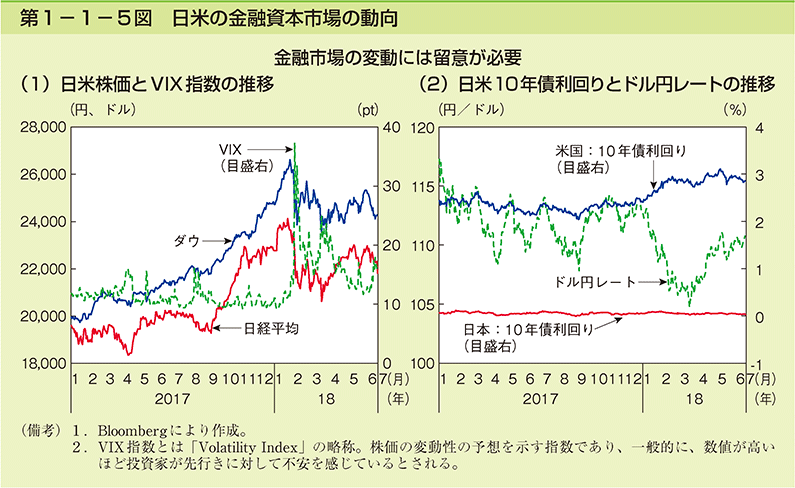 第1－1－5図 日米の金融資本市場の動向
金融市場の変動には留意が必要
（1）日米株価とVIX指数の推移
(円、ドル)
(pt)
28,000
26,000
24,000
22,000
20,000
18,000
40
30
20
10
0
VIX
(目盛右)
ダウ
日経平均
1 2 3 4 5 6 7 8 9 10 11 12 1 2 3 4 5 6 7(月)
2017 18 (年)
（2）日米10年債利回りとドル円レートの推移
(円／ドル)
(％)
120
115
110
104
100
4
3
2
1
0
-1
米国：10年債利回り
(目盛右)
ドル円レート
日本：10年債利回り
(目盛右)
1 2 3 4 5 6 7 8 9 10 11 12 1 2 3 4 5 6 7(月)
2017 18 (年)
（備考）1．Bloombergにより作成。
2．VIX指数とは「Volatility Index」の略称。株価の変動性の予想を示す指数であり、一般的に、数値が高い
ほど投資家が先行きに対して不安を感じているとされる。